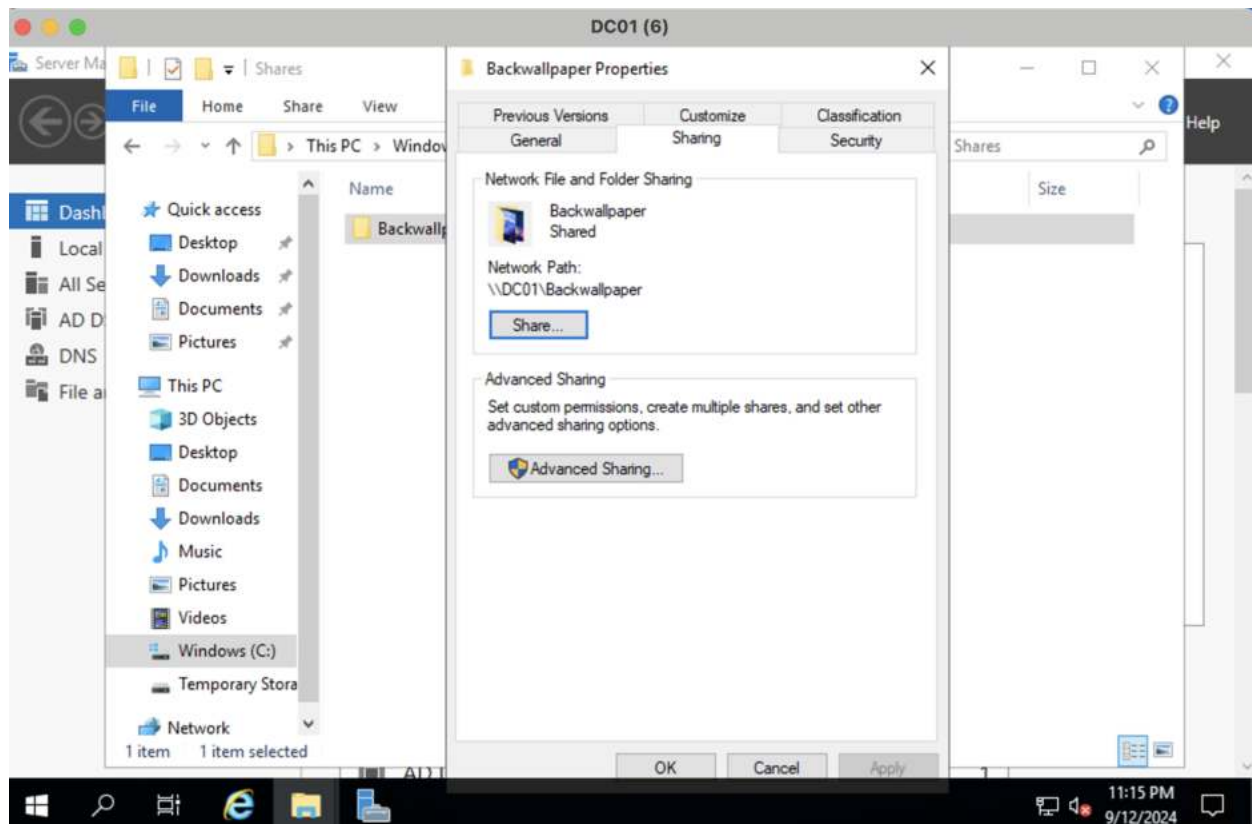 DC01 (6)
Server Ma
Shares
Backwallpaper Properties
File Home Share View
Help
This PC > Window
Shares
Previous Versions Customize Classification
General Sharing Security
Name
Size
Dashl
Local
All Se
AD D
DNS
File a
Quick access
Desktop
Downloads
Documents
Pictures
This PC
3D Objects
Desktop
Documents
Downloads
Music
Pictures
Videos
Windows (C:)
Temporary Stora
Network
1 item 1 item selected
Backwallp
Network File and Folder Sharing
Backwallpaper
Shared
Network Path:
\\DC01\Backwallpaper
Share...
Advanced Sharing
Set custom permissions, create multiple shares, and set other
advanced sharing options.
Advanced Sharing...
OK Cancel Apply
1
11:15 PM
9/12/2024